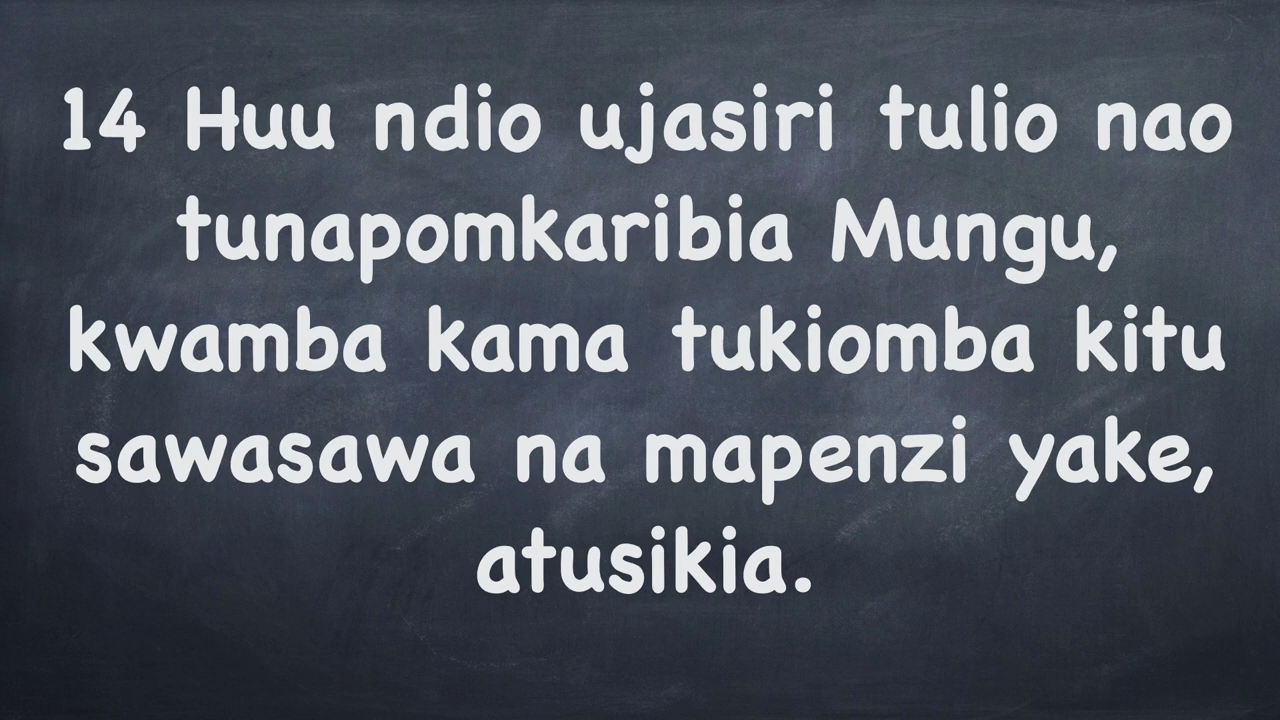 14 Huu ndio ujasiri tulio nao
tunapomkaribia Mungu,
kwamba kama tukiomba kitu
sawasawa na mapenzi yake,
atusikia.